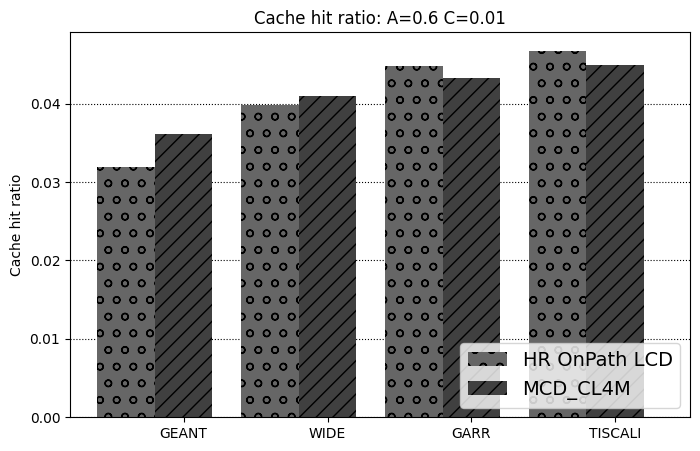 Cache hit ratio: A=0.6 C=0.01
Cache hit ratio
0.04
0.03
0.02
0.01
0.00
GEANT WIDE GARR TISCALI
HR OnPath LCD
MCD_CL4M